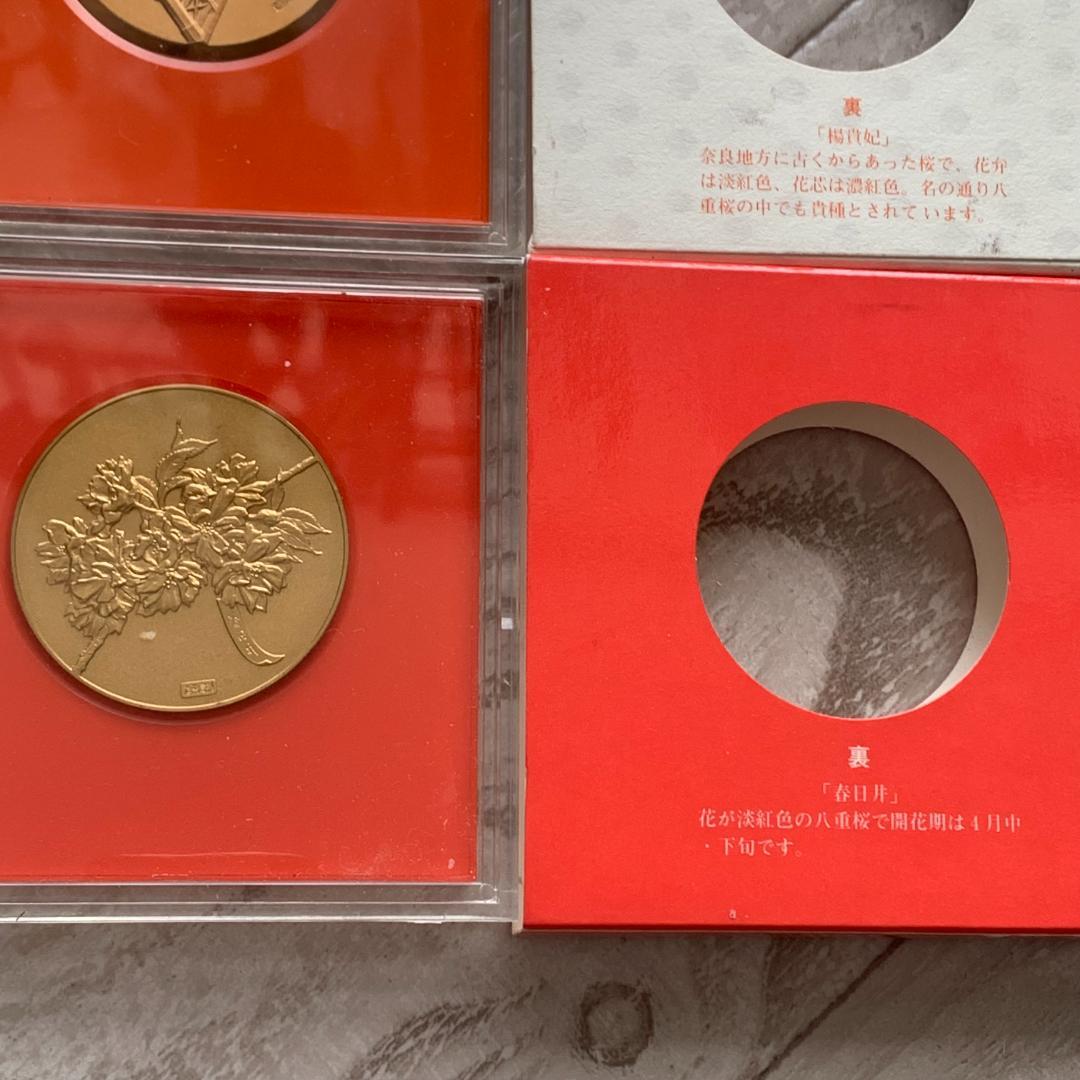 裏
「楊貴妃」
奈良地方に古くからあった桜で、花弁
は淡紅色、花芯は濃紅色。名の通り八
重桜の中でも貴種とされています。
裏
「春日井」
花が淡紅色の八重桜で開花期は4月中
・下旬です。